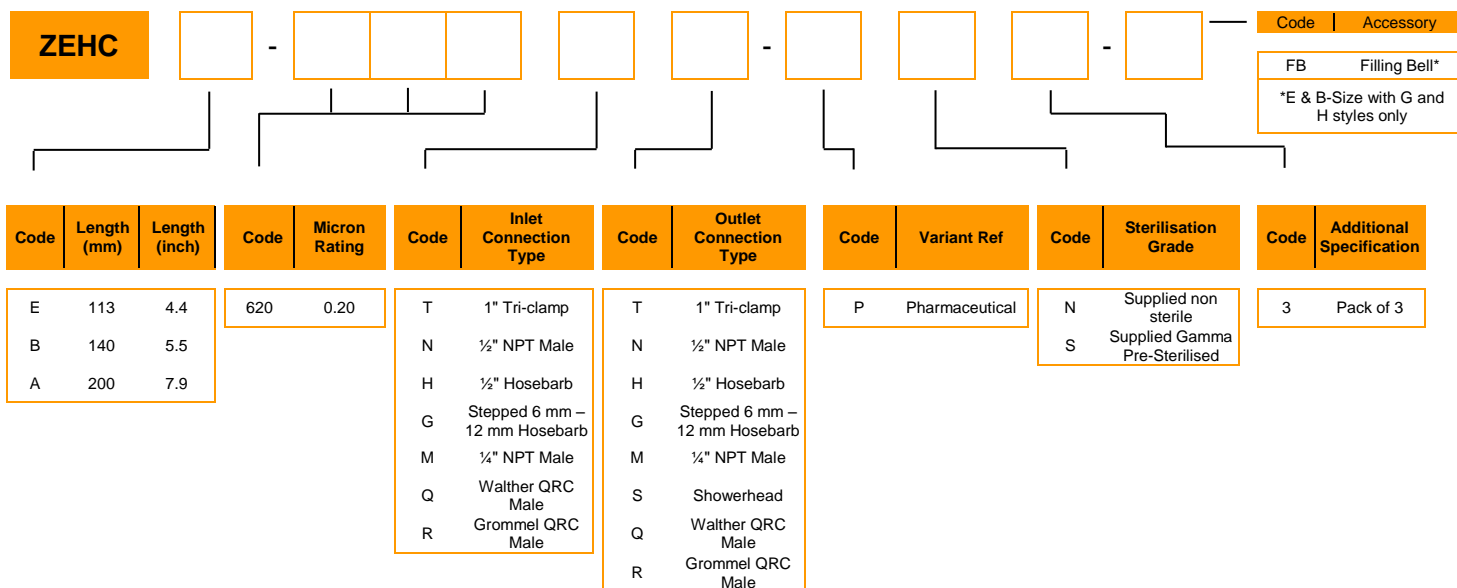 ZEHC - - -
Code Accessory
FB Filling Bell*
*E & B-Size with G and
H styles only
Code Length (mm) Length (inch)
E 113 4.4
B 140 5.5
A 200 7.9
Code Micron Rating
620 0.20
Code Inlet Connection Type
T 1" Tri-clamp
N ½" NPT Male
H ½" Hosebarb
G Stepped 6 mm –
12 mm Hosebarb
M ¼" NPT Male
Q Walther QRC
Male
R Grommel QRC
Male
Code Outlet Connection Type
T 1" Tri-clamp
N ½" NPT Male
H ½" Hosebarb
G Stepped 6 mm –
12 mm Hosebarb
M ¼" NPT Male
S Showerhead
Q Walther QRC
Male
R Grommel QRC
Male
Code Variant Ref
P Pharmaceutical
Code Sterilisation Grade
N Supplied non
sterile
S Supplied Gamma
Pre-Sterilised
Code Additional Specification
3 Pack of 3